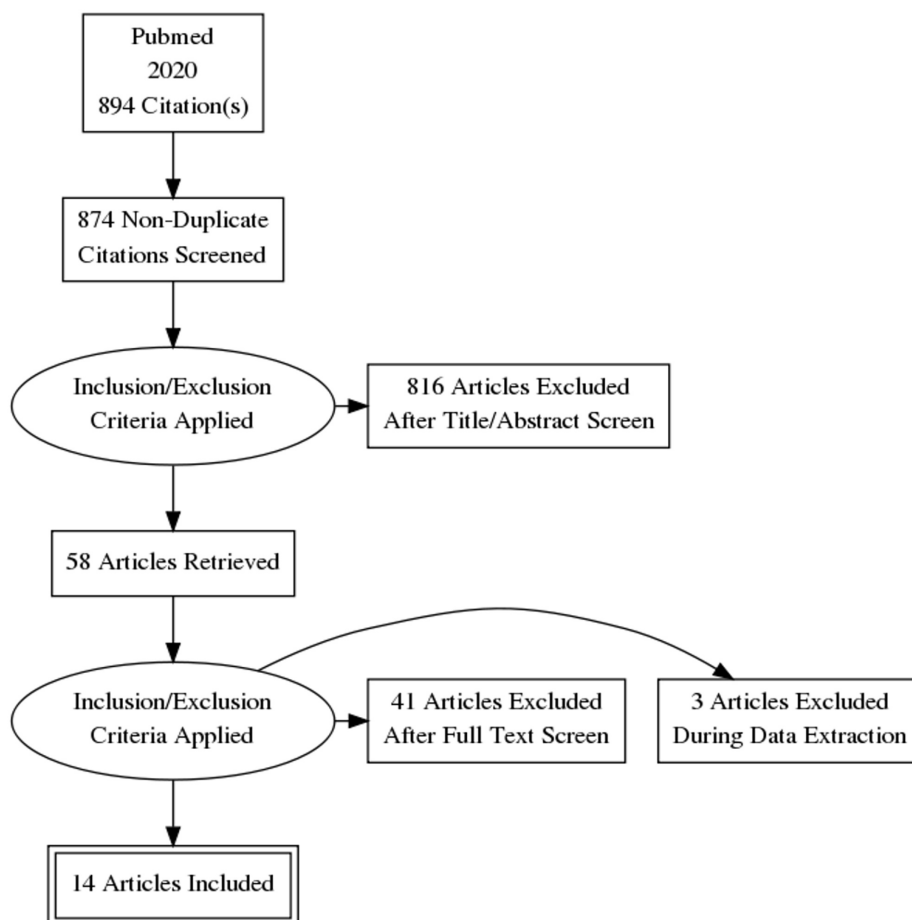 Pubmed
2020
894 Citation(s)
874 Non-Duplicate
Citations Screened
Inclusion/Exclusion
Criteria Applied
816 Articles Excluded
After Title/Abstract Screen
58 Articles Retrieved
Inclusion/Exclusion
Criteria Applied
41 Articles Excluded
After Full Text Screen
3 Articles Excluded
During Data Extraction
14 Articles Included